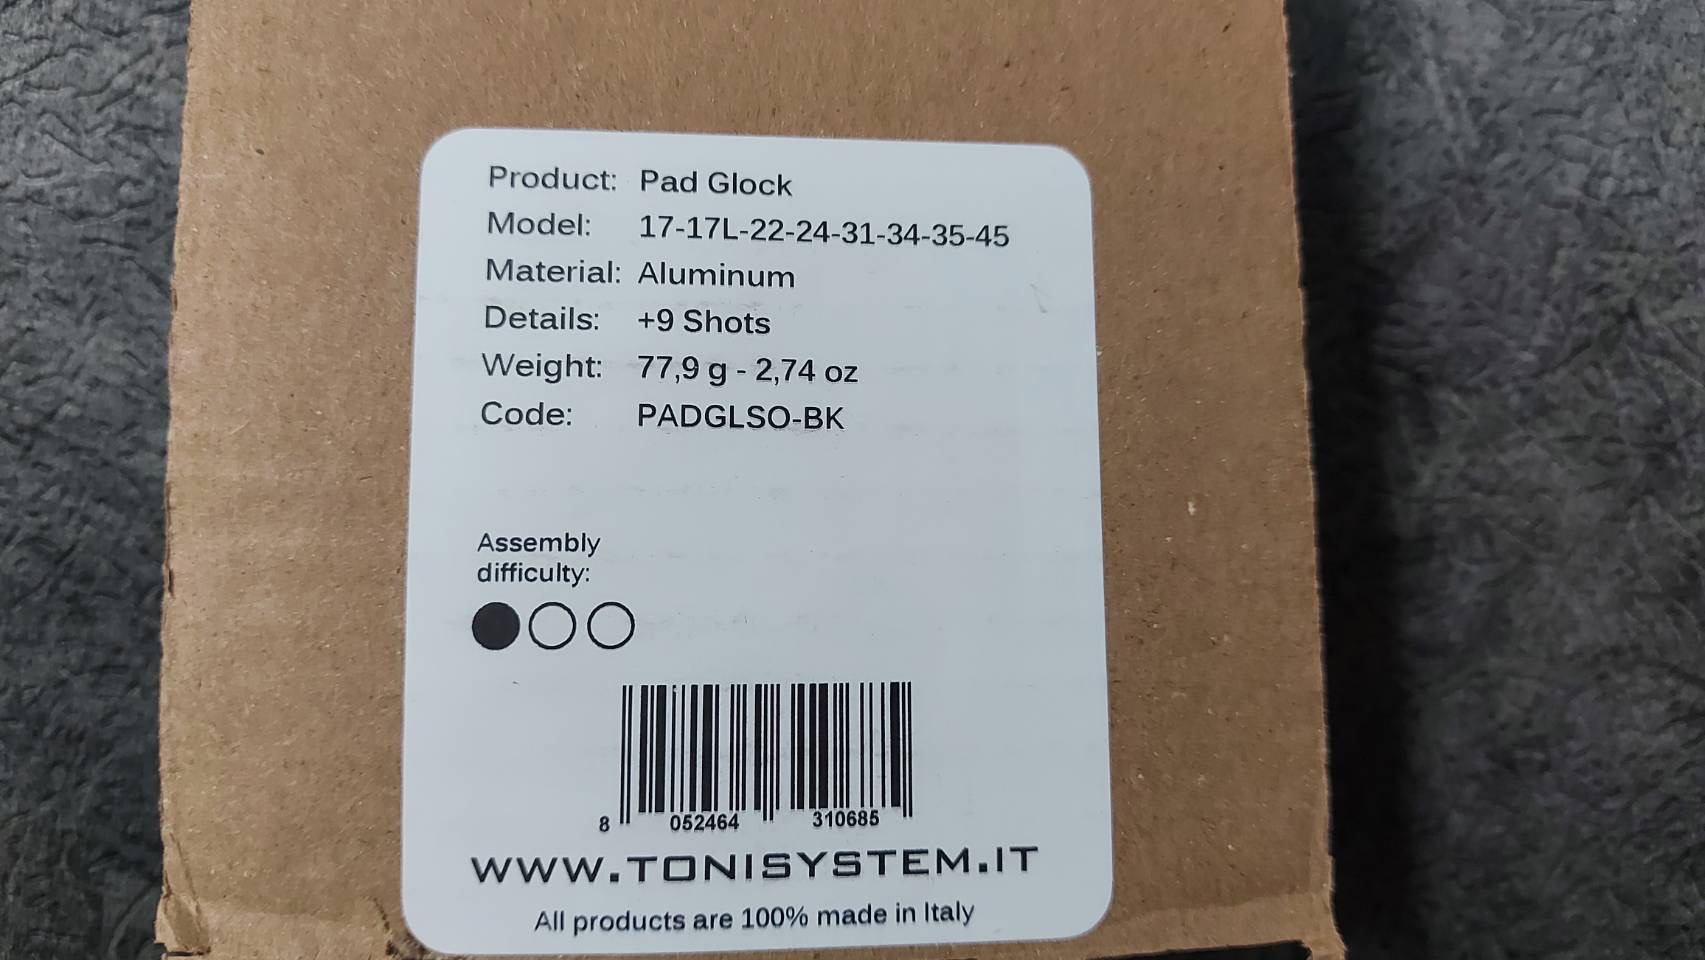 Product: Pad Glock
Model: 17-17L-22-24-31-34-35-45
Material: Aluminum
Details: +9 Shots
Weight: 77,9 g - 2,74 oz
Code: PADGLSO-BK
Assembly
difficulty:
8 052464 310685
WWW.TONISYSTEM.IT
All products are 100% made in Italy